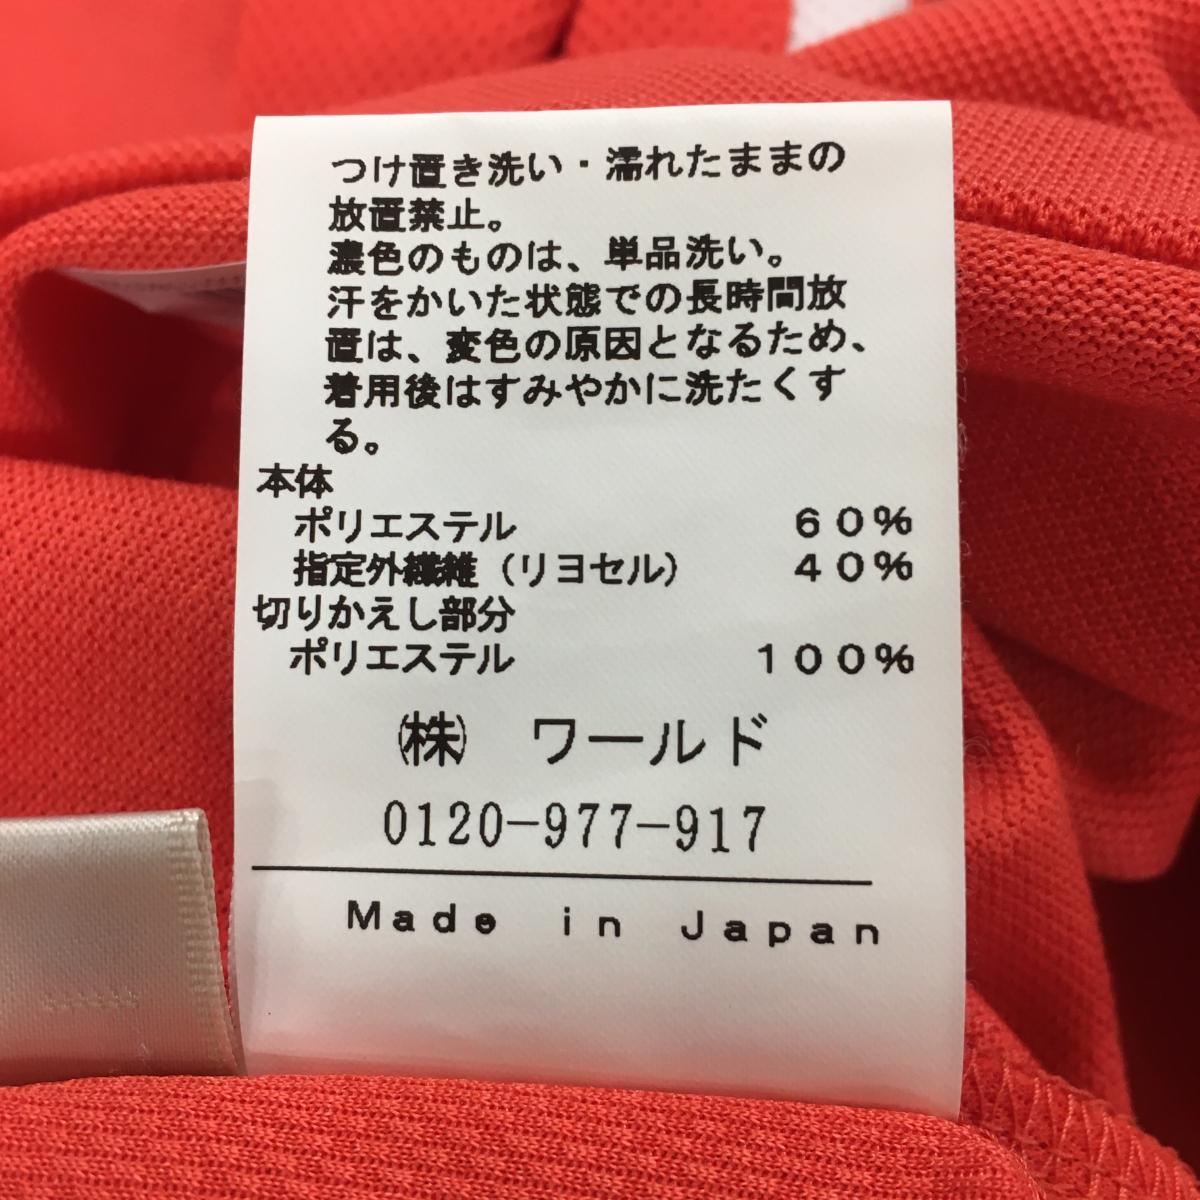 つけ置き洗い・濡れたままの
放置禁止。
濃色のものは、単品洗い。
汗をかいた状態での長時間放
置は、変色の原因となるため、
着用後はすみやかに洗たくす
る。
本体
ポリエステル 60%
指定外繊維（リヨセル） 40%
切りかえし部分
ポリエステル 100%
㈱ ワールド
0120-977-917
Made in Japan